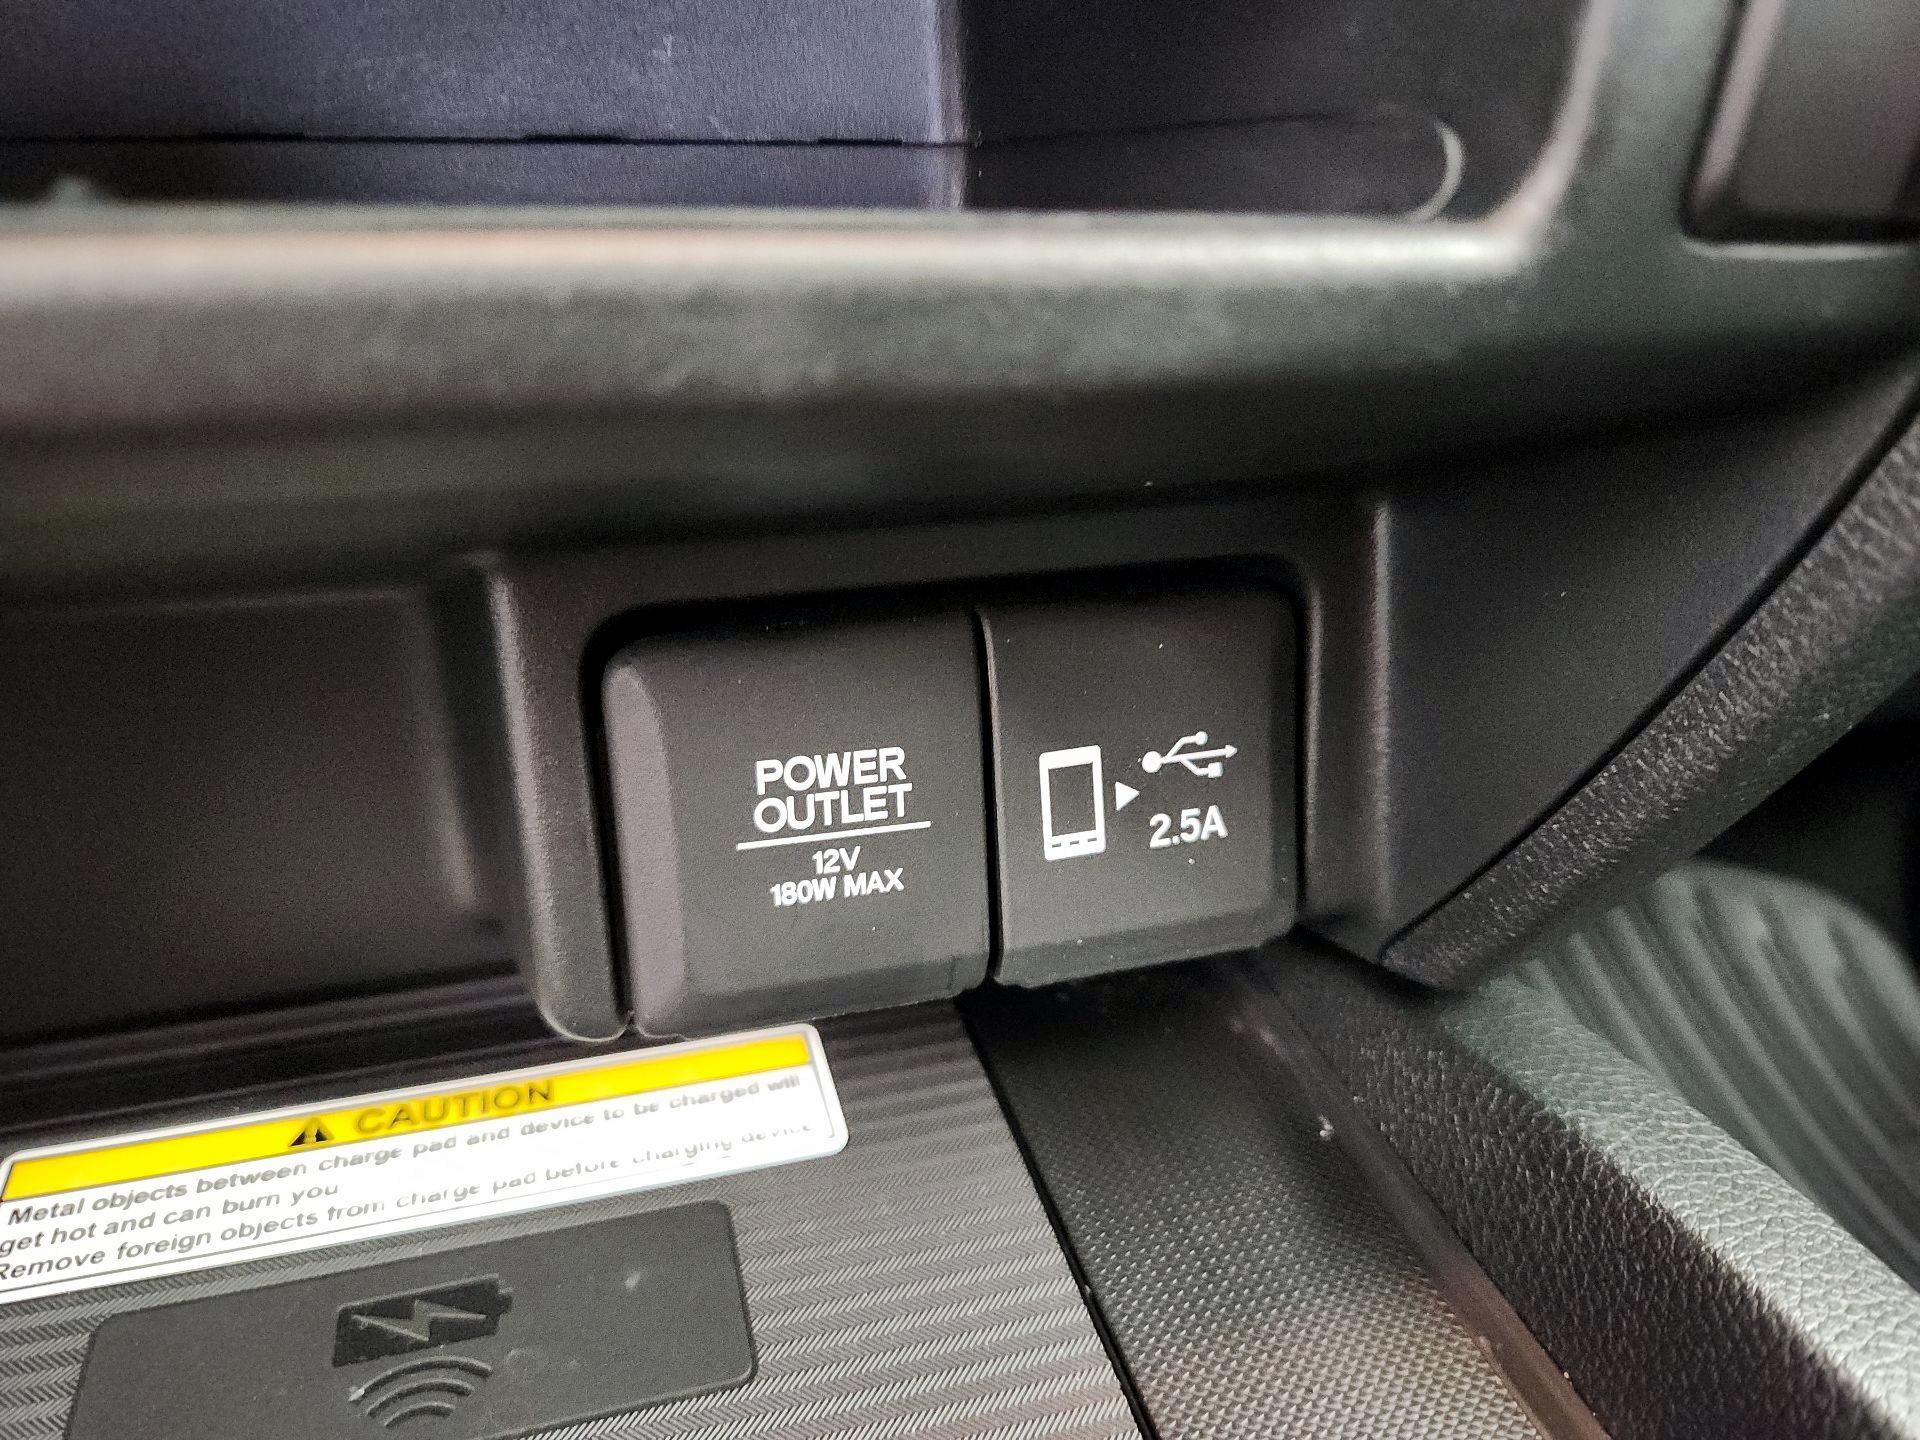 POWER
OUTLET
12V
180W MAX
2.5A
CAUTION
Metal objects between charge pad and device to be charged will
get hot and can burn you
Remove foreign objects from charge pad before charging device